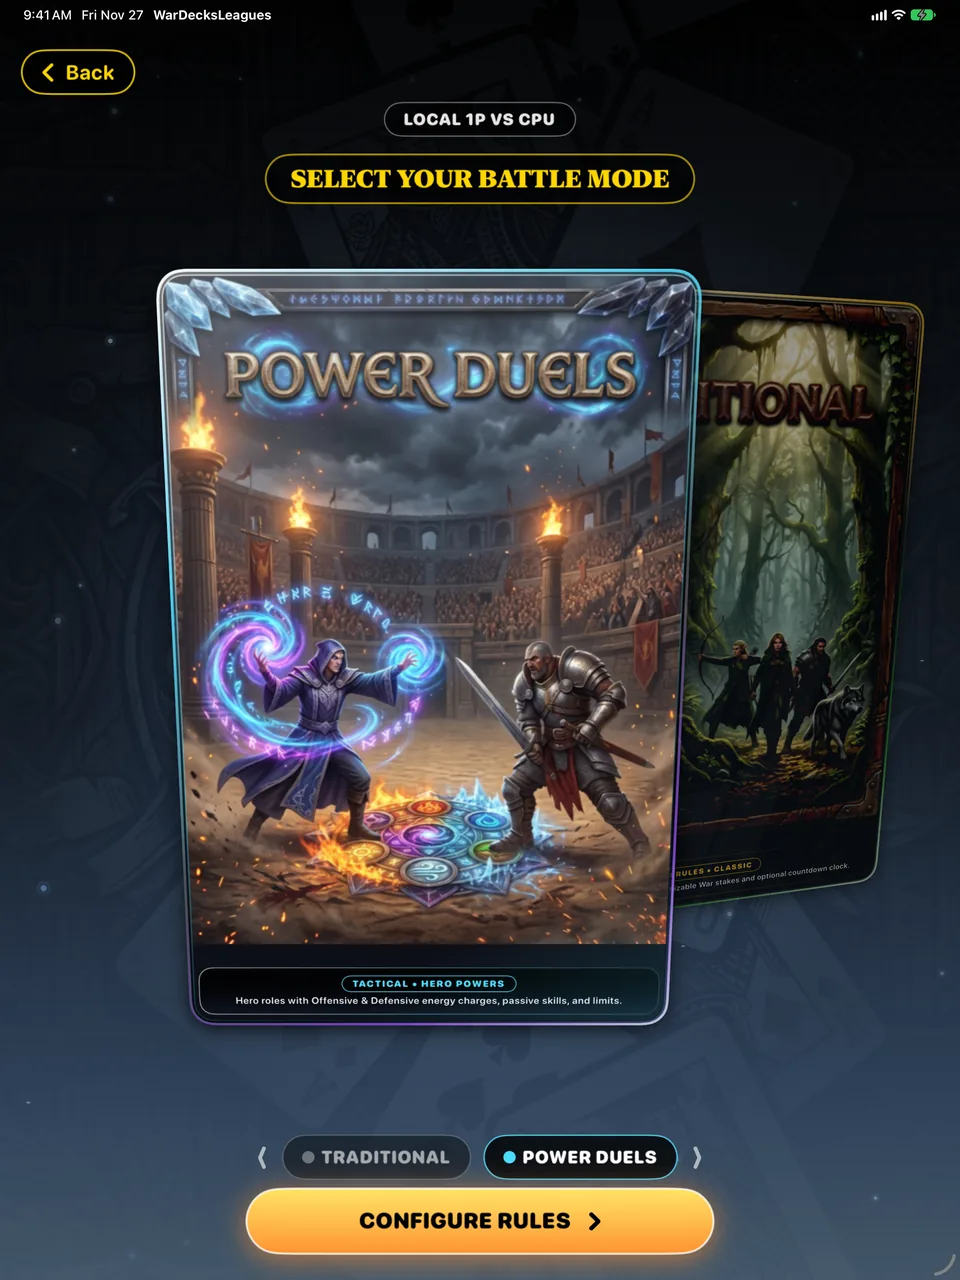 9:41 AM Fri Nov 27 WarDecksLeagues
Back
LOCAL 1P VS CPU
SELECT YOUR BATTLE MODE
POWER DUELS
ITIONAL
TACTICAL • HERO POWERS
Hero roles with Offensive & Defensive energy charges, passive skills, and limits.
RULES • CLASSIC
izable War stakes and optional countdown clock.
TRADITIONAL
POWER DUELS
CONFIGURE RULES